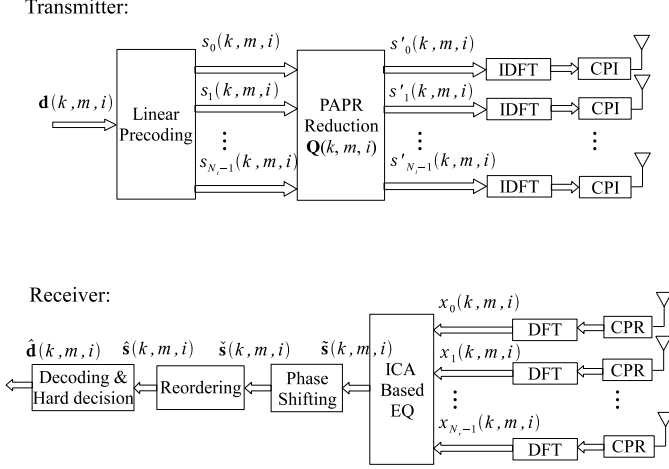 Transmitter:
d(k,m,i)
Linear
Precoding
s_0(k,m,i)
s_1(k,m,i)
⋮
s_{N_t−1}(k,m,i)
PAPR
Reduction
Q(k, m, i)
s'_0(k,m,i)
s'_1(k,m,i)
⋮
s'_{N_t−1}(k,m,i)
IDFT
CPI
IDFT
CPI
⋮
IDFT
CPI
Receiver:
d̂(k,m,i)
Decoding &
Hard decision
ŝ(k,m,i)
Reordering
š(k,m,i)
Phase
Shifting
s̃(k,m,i)
ICA
Based
EQ
x_0(k,m,i)
DFT
CPR
x_1(k,m,i)
DFT
CPR
⋮
⋮
x_{N_r−1}(k,m,i)
DFT
CPR